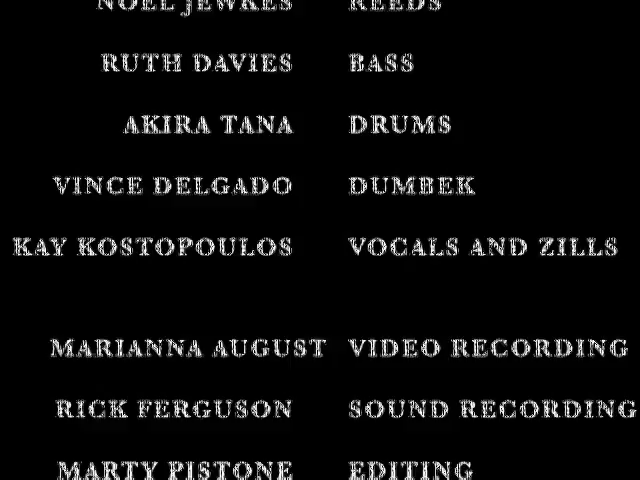 NOEL JEWKES REEDS
RUTH DAVIES BASS
AKIRA TANA DRUMS
VINCE DELGADO DUMBEK
KAY KOSTOPOULOS VOCALS AND ZILLS
MARIANNA AUGUST VIDEO RECORDING
RICK FERGUSON SOUND RECORDING
MARTY PISTONE EDITING